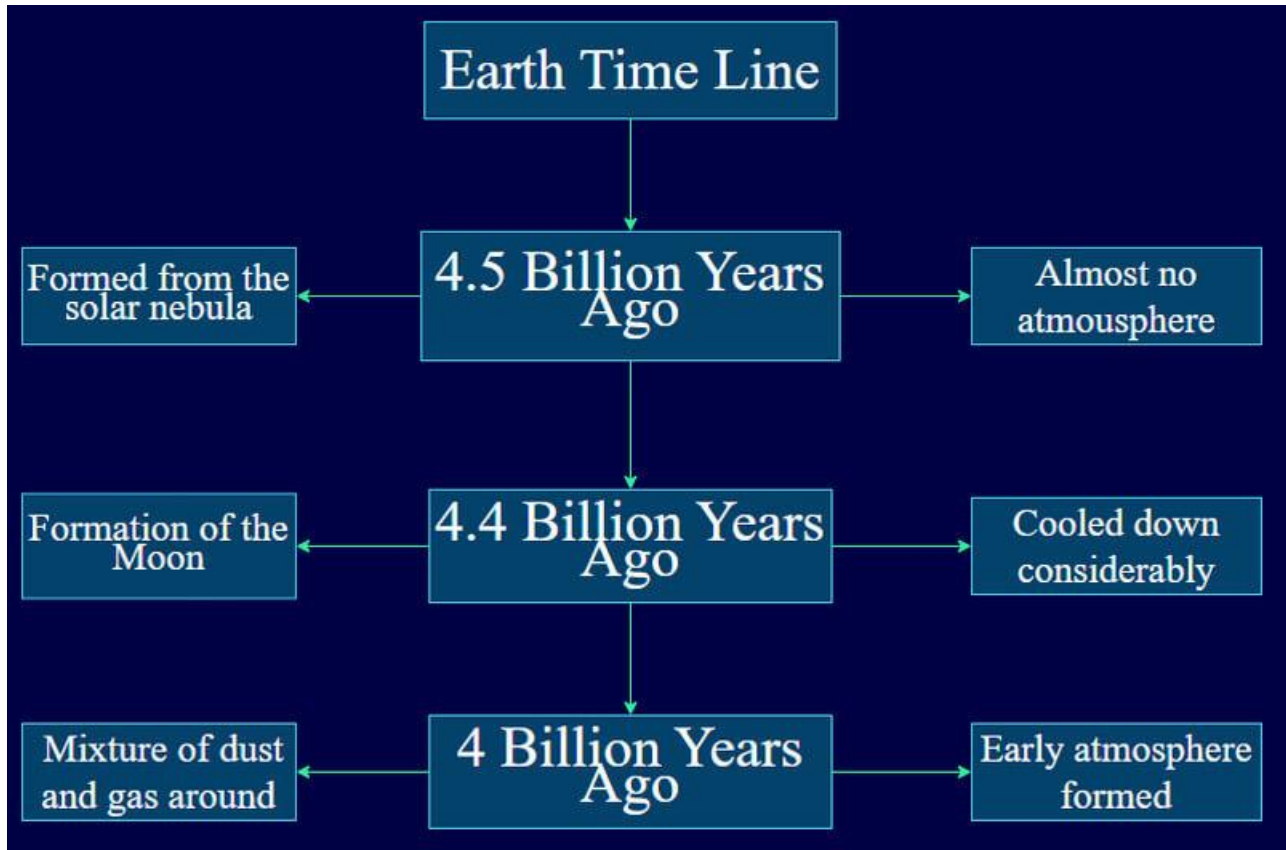 Earth Time Line
Formed from the
solar nebula
4.5 Billion Years
Ago
Almost no
atmousphere
Formation of the
Moon
4.4 Billion Years
Ago
Cooled down
considerably
Mixture of dust
and gas around
4 Billion Years
Ago
Early atmosphere
formed